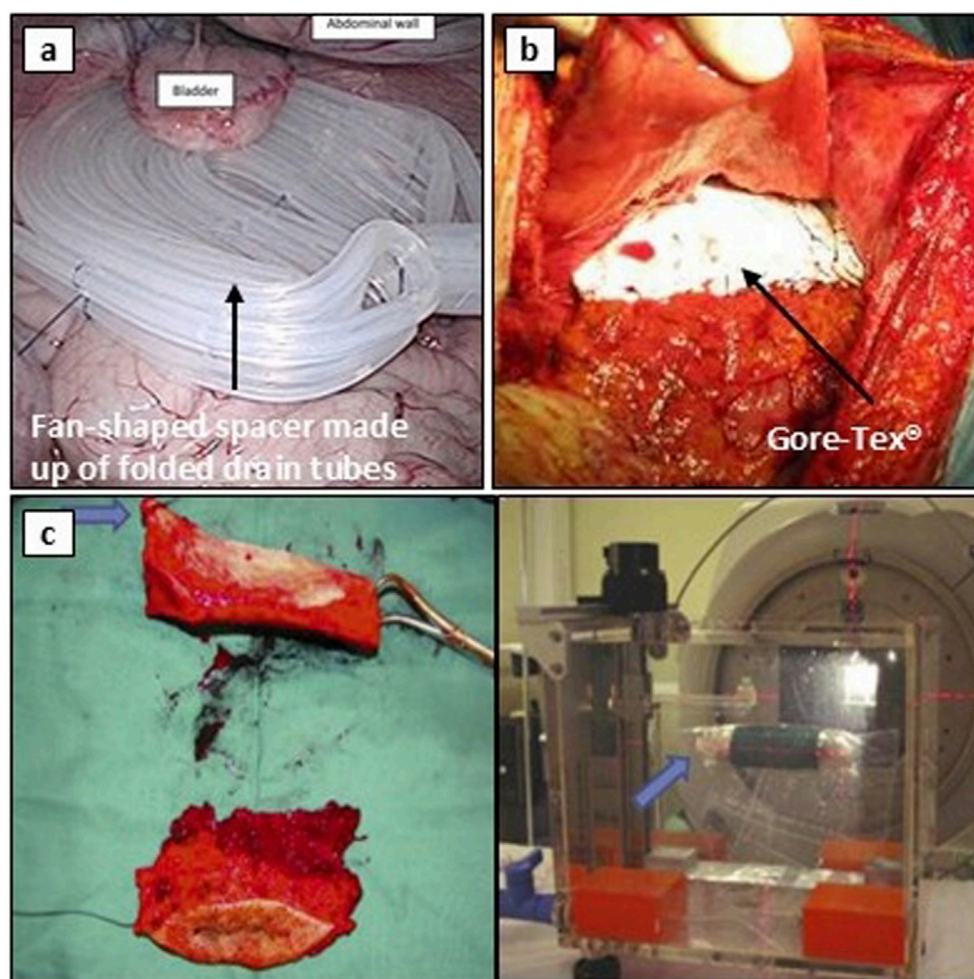 a
Abdominal wall
Bladder
Fan-shaped spacer made
up of folded drain tubes
b
Gore-Tex®
c